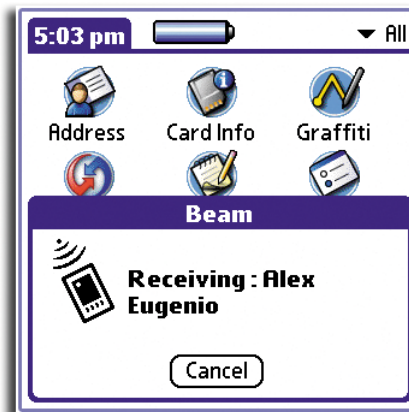 5:03 pm All
Address Card Info Graffiti
Beam
Receiving : Alex
Eugenio
Cancel